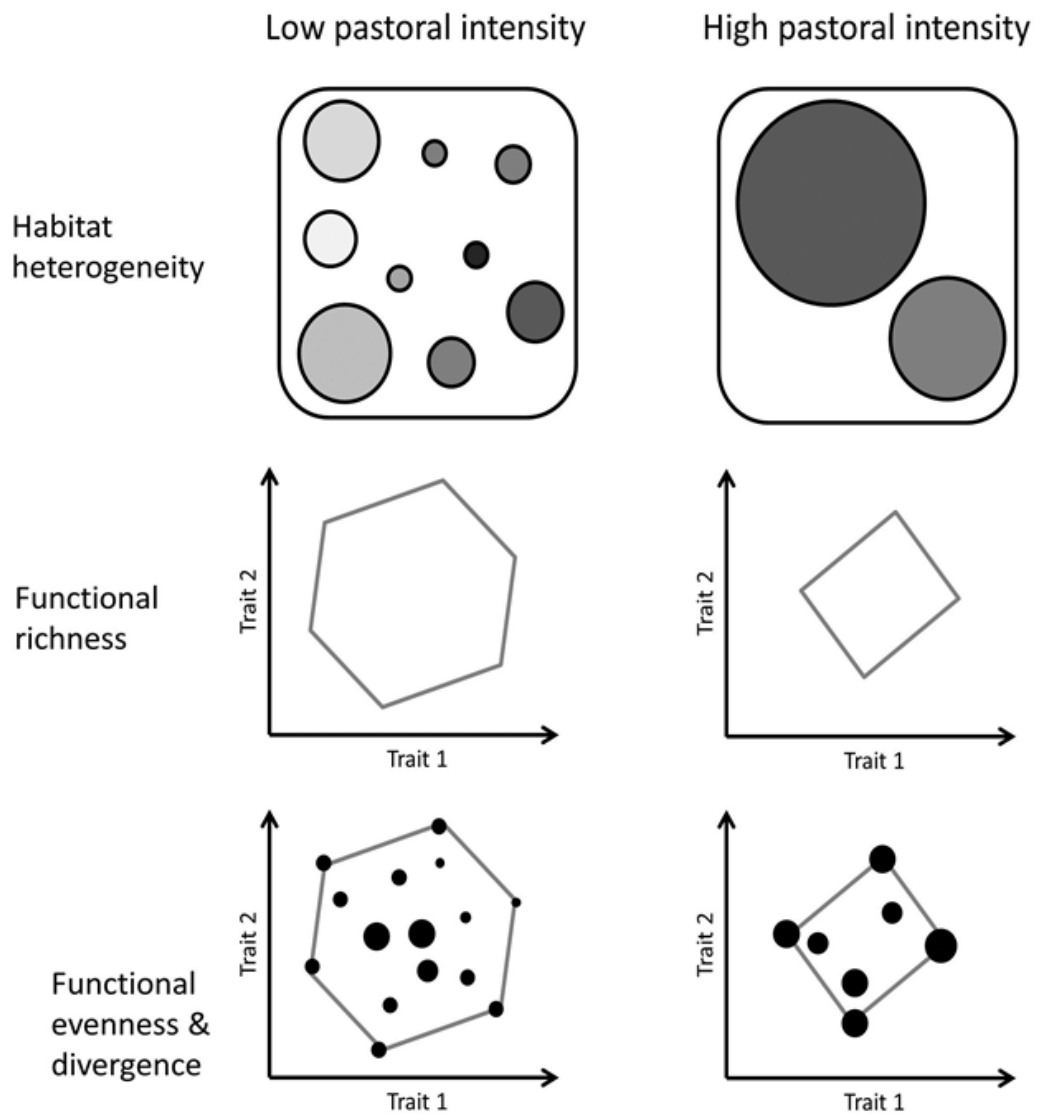 Low pastoral intensity
High pastoral intensity
Habitat
heterogeneity
Functional
richness
Trait 2
Trait 1
Trait 2
Trait 1
Functional
evenness &
divergence
Trait 2
Trait 1
Trait 2
Trait 1